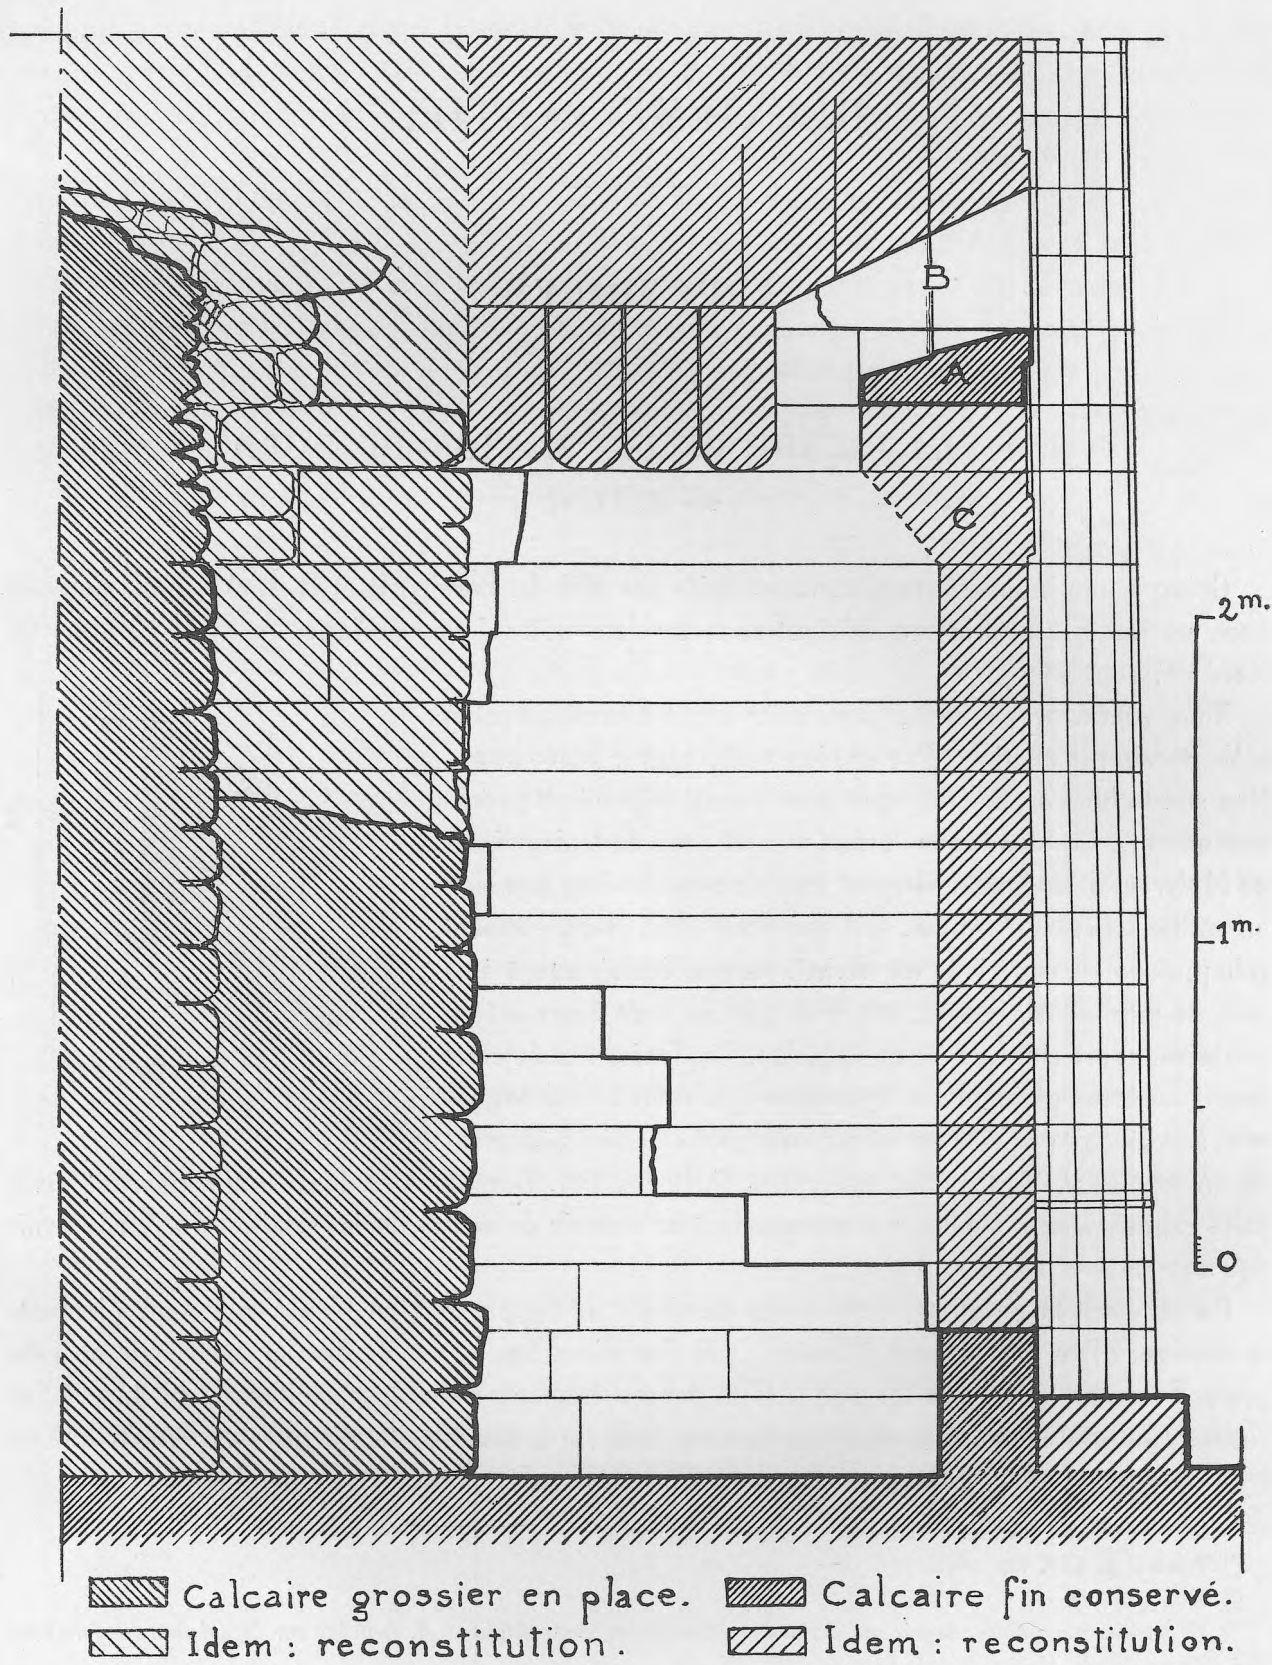 B
A
C
2m.
1m.
0
Calcaire grossier en place.
Calcaire fin conservé.
Idem : reconstitution.
Idem : reconstitution.